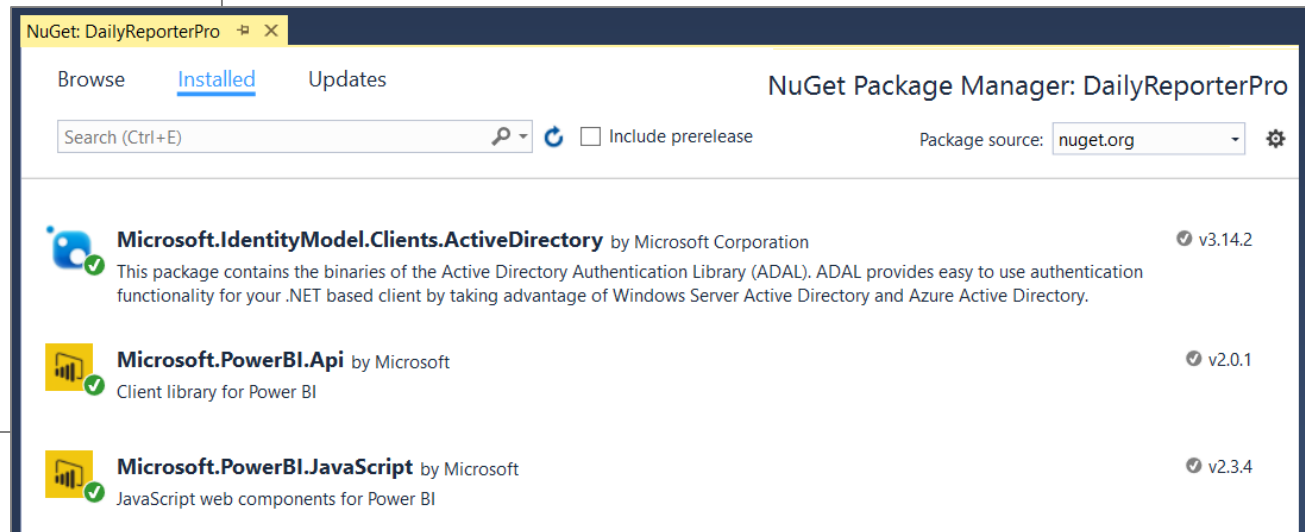 NuGet: DailyReporterPro
Browse Installed Updates
NuGet Package Manager: DailyReporterPro
Search (Ctrl+E)
Include prerelease
Package source: nuget.org
Microsoft.IdentityModel.Clients.ActiveDirectory by Microsoft Corporation
v3.14.2
This package contains the binaries of the Active Directory Authentication Library (ADAL). ADAL provides easy to use authentication
functionality for your .NET based client by taking advantage of Windows Server Active Directory and Azure Active Directory.
Microsoft.PowerBI.Api by Microsoft
v2.0.1
Client library for Power BI
Microsoft.PowerBI.JavaScript by Microsoft
v2.3.4
JavaScript web components for Power BI